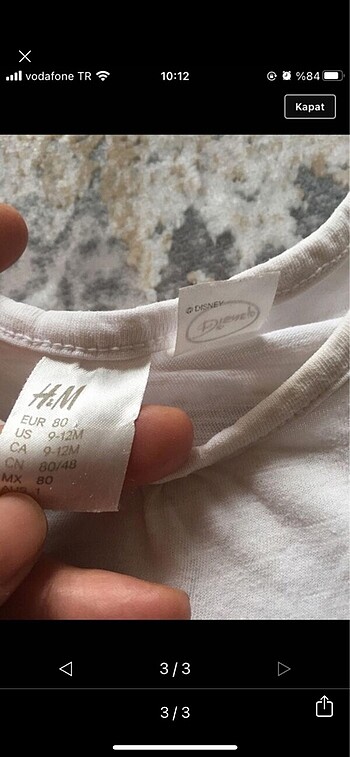 vodafone TR
10:12
%84
Kapat
© DISNEY
Disney
H&M
EUR 80
US 9-12M
CA 9-12M
CN 80/48
MX 80
3/3
3/3